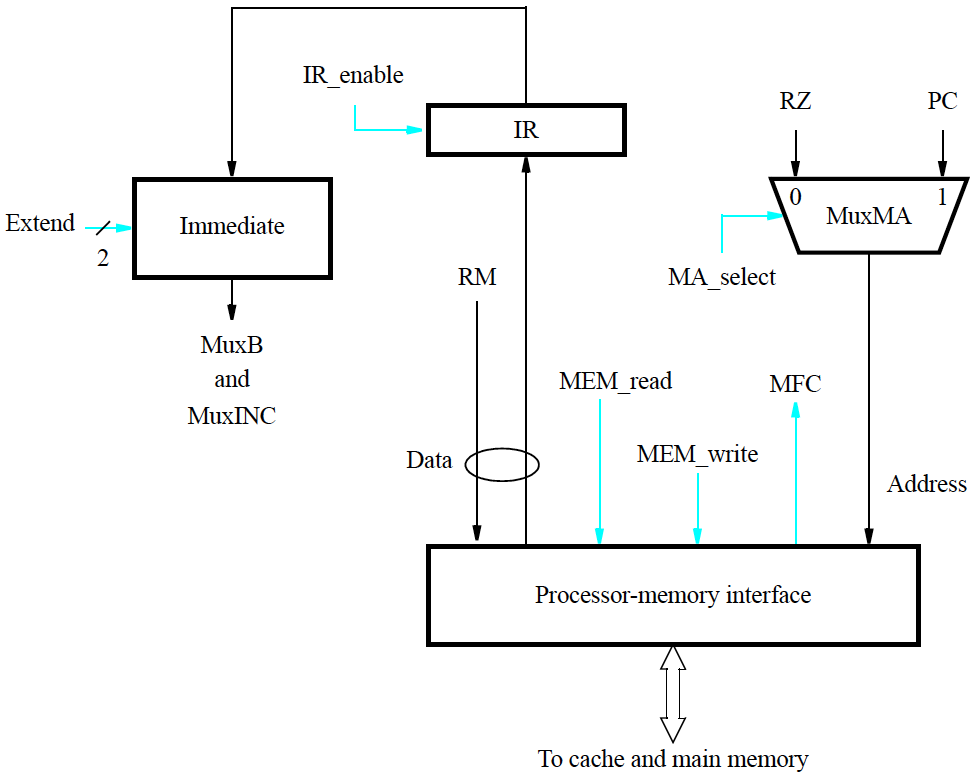 IR_enable
RZ
PC
IR
0
1
MuxMA
Extend
2
Immediate
RM
MA_select
MuxB
and
MuxINC
MEM_read
MFC
Data
MEM_write
Address
Processor-memory interface
To cache and main memory